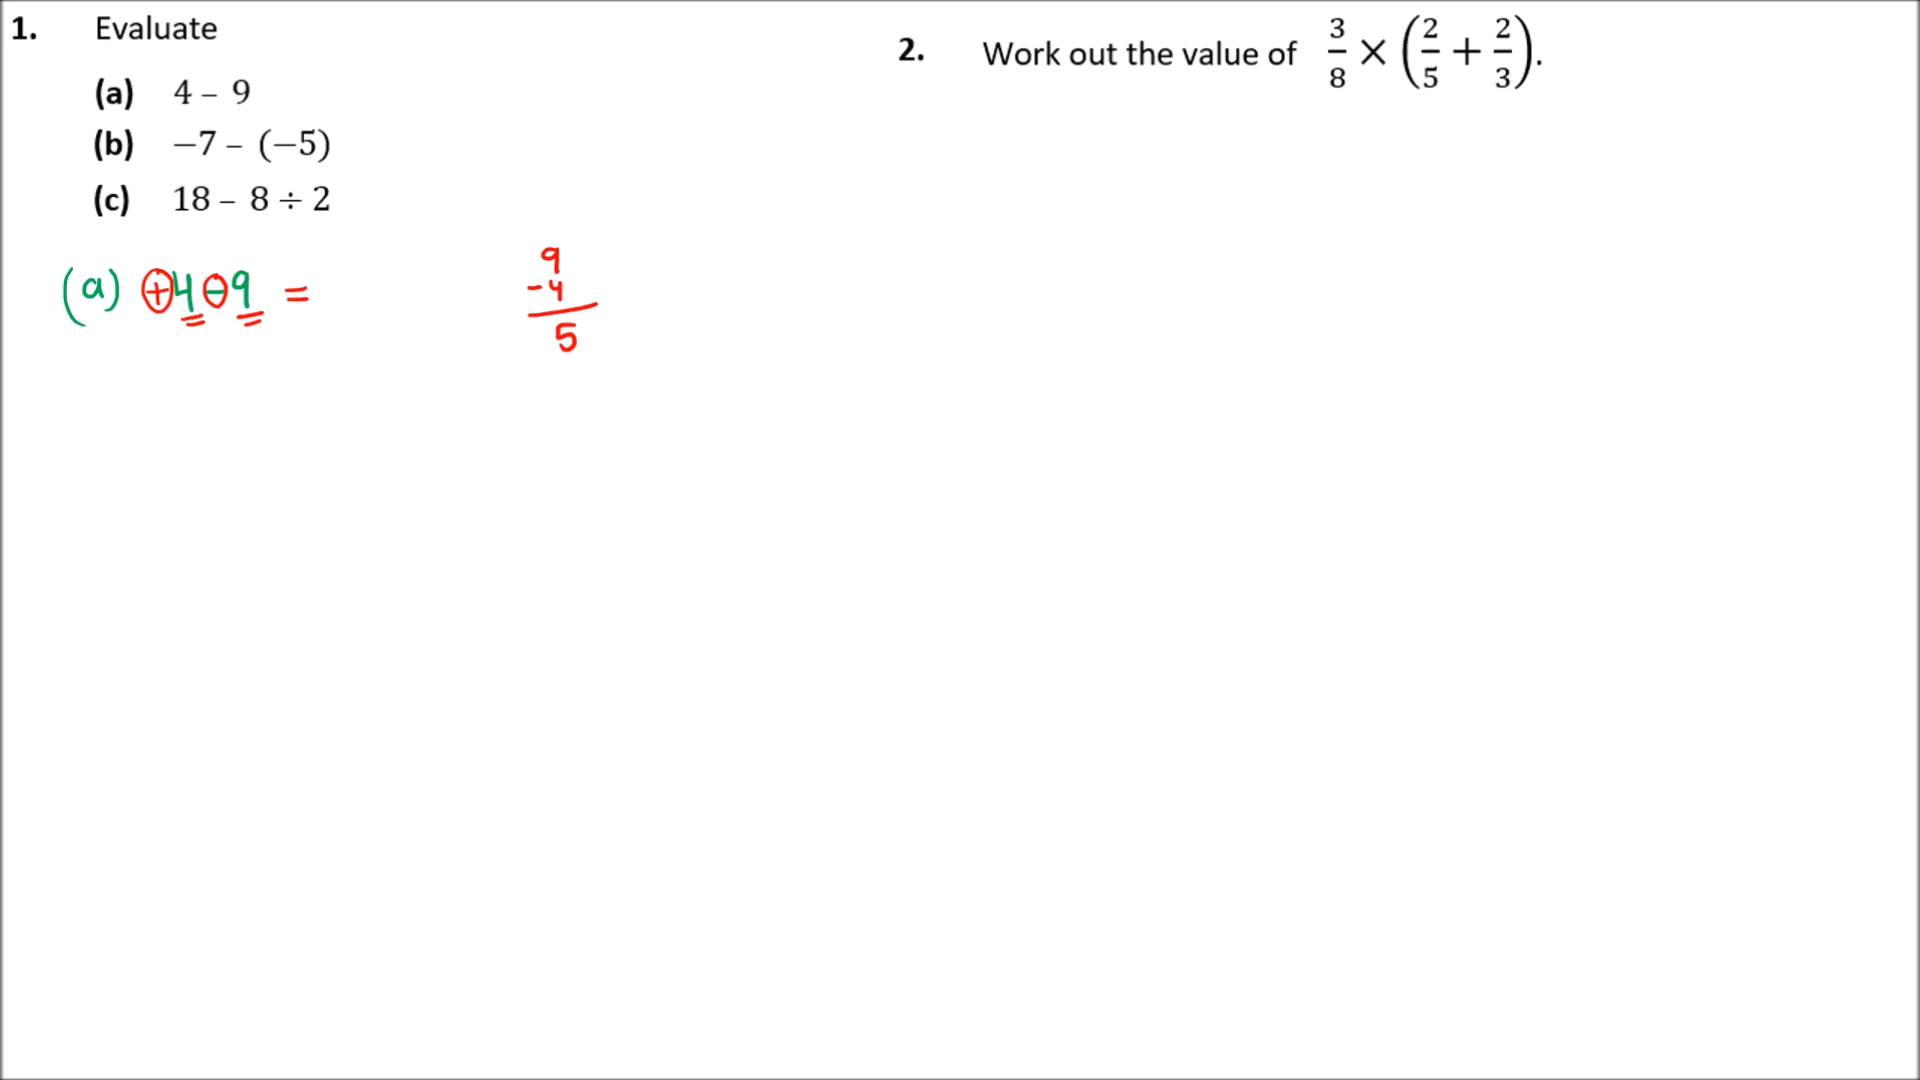 1. Evaluate
(a) 4 – 9
(b) −7 – (−5)
(c) 18 – 8 ÷ 2
(a) +4-9 =
9
-4
5
2. Work out the value of 3/8 × (2/5 + 2/3).